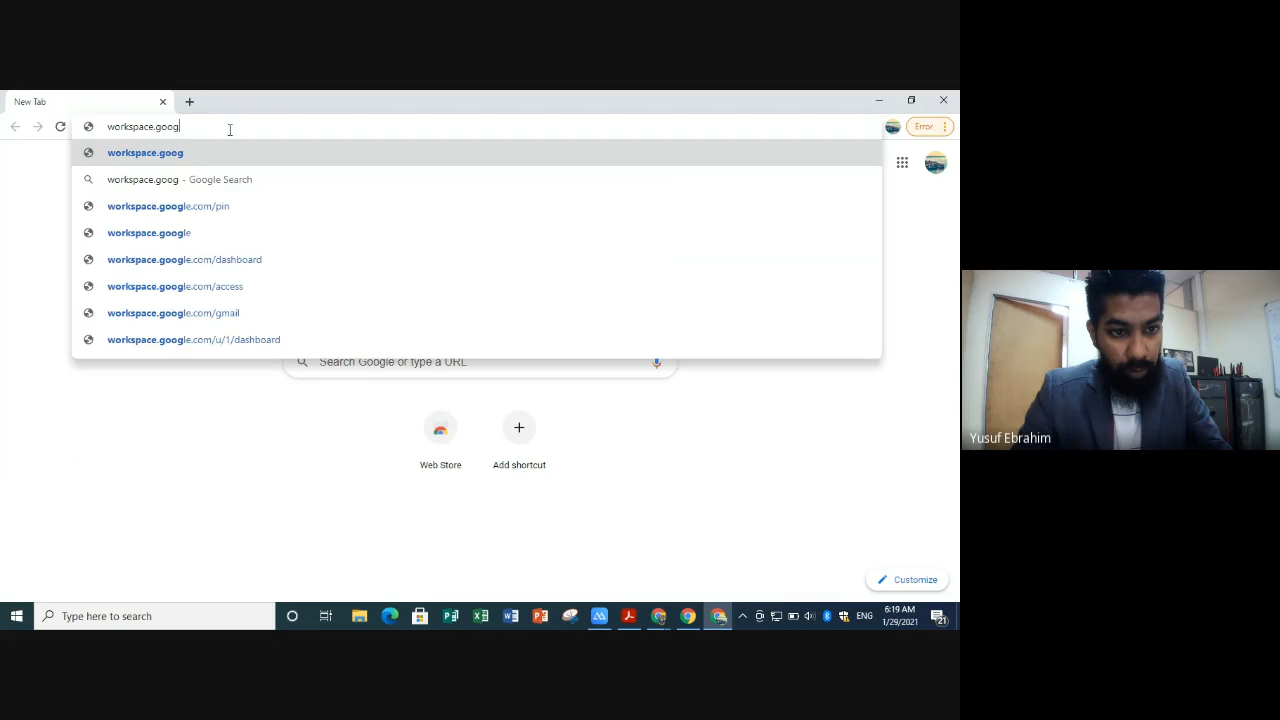 New Tab
workspace.goog
Error
workspace.goog
workspace.goog - Google Search
workspace.google.com/pin
workspace.google
workspace.google.com/dashboard
workspace.google.com/access
workspace.google.com/gmail
workspace.google.com/u/1/dashboard
Search Google or type a URL
Web Store
Add shortcut
Customize
Type here to search
ENG
6:19 AM
1/29/2021
21
Yusuf Ebrahim